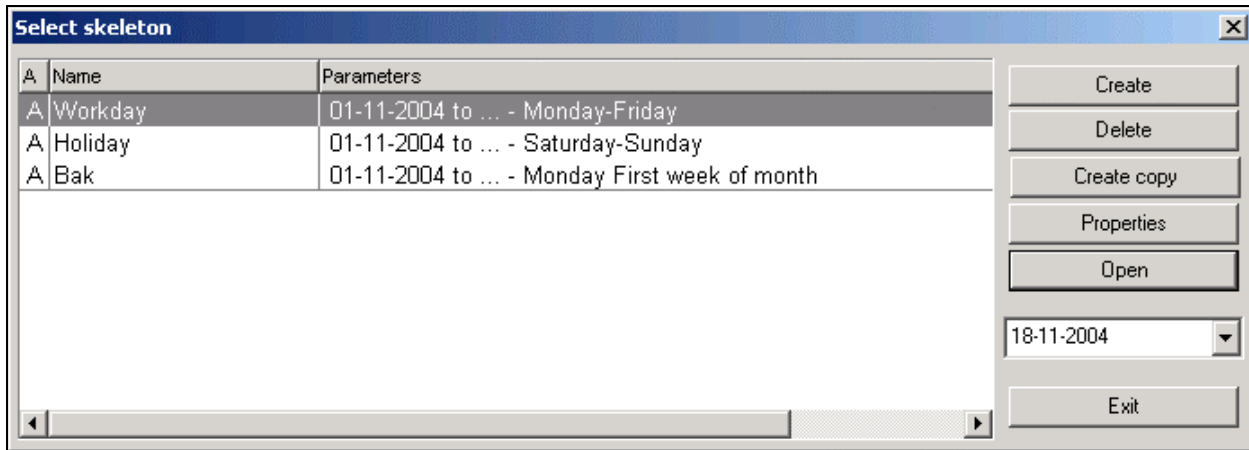 Select skeleton
A Name Parameters
A Workday 01-11-2004 to ... - Monday-Friday
A Holiday 01-11-2004 to ... - Saturday-Sunday
A Bak 01-11-2004 to ... - Monday First week of month
Create
Delete
Create copy
Properties
Open
18-11-2004
Exit